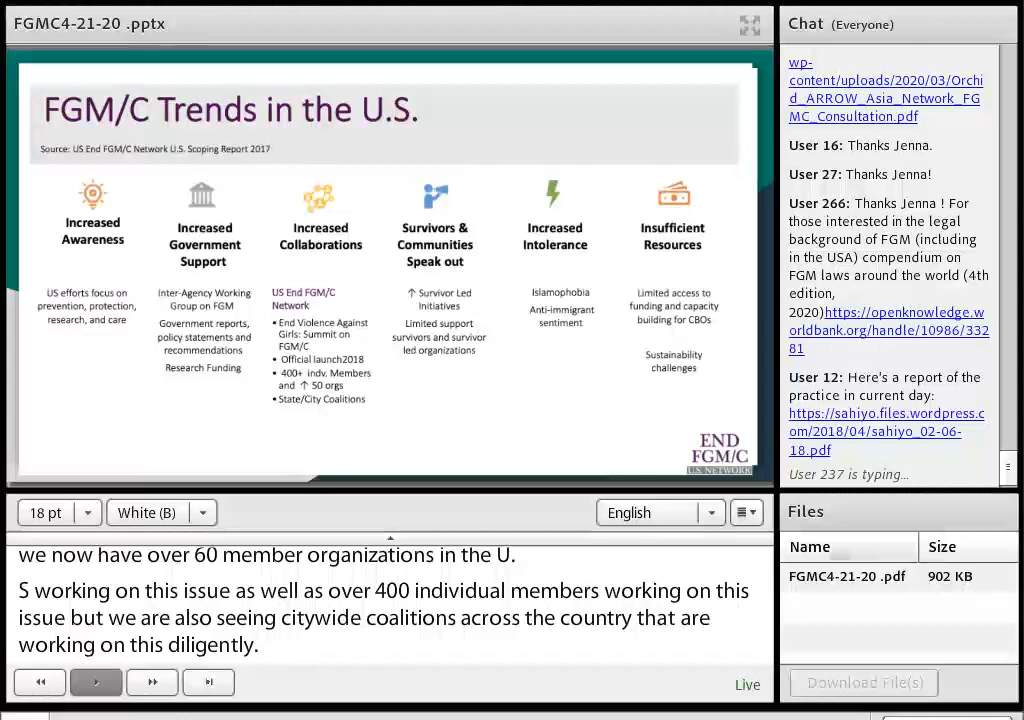 FGMC4-21-20 .pptx
FGM/C Trends in the U.S.
Source: US End FGM/C Network U.S. Scoping Report 2017
Increased
Awareness
US efforts focus on
prevention, protection,
research, and care
Increased
Government
Support
Inter-Agency Working
Group on FGM
Government reports,
policy statements and
recommendations
Research Funding
Increased
Collaborations
US End FGM/C
Network
• End Violence Against
Girls: Summit on
FGM/C
• Official launch2018
• 400+ indv. Members
and ↑ 50 orgs
• State/City Coalitions
Survivors &
Communities
Speak out
↑ Survivor Led
Initiatives
Limited support
survivors and survivor
led organizations
Increased
Intolerance
Islamophobia
Anti-immigrant
sentiment
Insufficient
Resources
Limited access to
funding and capacity
building for CBOs
Sustainability
challenges
END
FGM/C
U.S. NETWORK
18 pt
White (B)
English
we now have over 60 member organizations in the U.
S working on this issue as well as over 400 individual members working on this
issue but we are also seeing citywide coalitions across the country that are
working on this diligently.
Live
Chat (Everyone)
wp-
content/uploads/2020/03/Orchi
d_ARROW_Asia_Network_FG
MC_Consultation.pdf
User 16: Thanks Jenna.
User 27: Thanks Jenna!
User 266: Thanks Jenna ! For
those interested in the legal
background of FGM (including
in the USA) compendium on
FGM laws around the world (4th
edition,
2020)https://openknowledge.w
orldbank.org/handle/10986/332
81
User 12: Here's a report of the
practice in current day:
https://sahiyo.files.wordpress.c
om/2018/04/sahiyo_02-06-
18.pdf
User 237 is typing...
Files
Name Size
FGMC4-21-20 .pdf 902 KB
Download File(s)